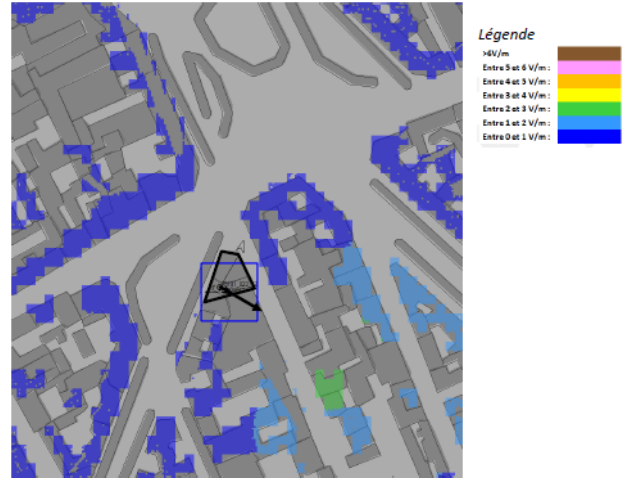 Légende
>6V/m
Entre 5 et 6 V/m :
Entre 4 et 5 V/m :
Entre 3 et 4 V/m :
Entre 2 et 3 V/m :
Entre 1 et 2 V/m :
Entre 0 et 1 V/m :